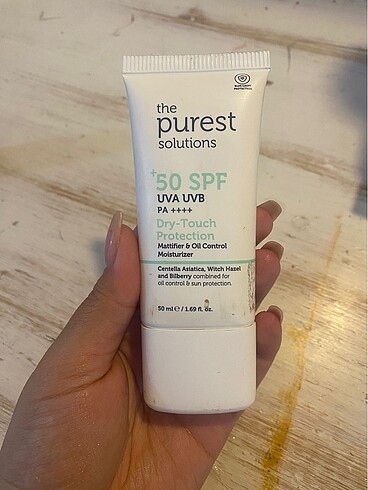 the
purest
solutions
+50 SPF
UVA UVB
PA ++++
Dry-Touch
Protection
Mattifier & Oil Control
Moisturizer
Centella Asiatica, Witch Hazel
and Bilberry combined for
oil control & sun protection.
50 ml ℮ / 1.69 fl. oz.